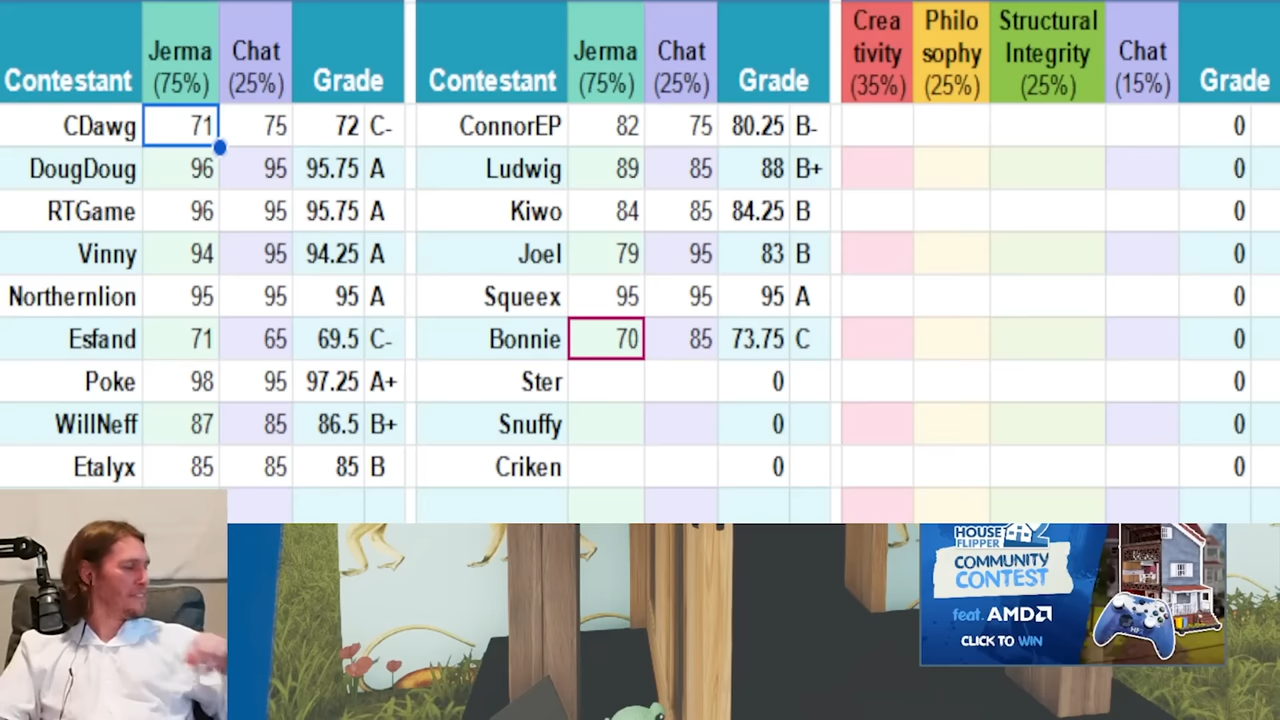 Contestant Jerma (75%) Chat (25%) Grade Contestant Jerma (75%) Chat (25%) Grade Crea tivity (35%) Philo sophy (25%) Structural Integrity (25%) Chat (15%) Grade
CDawg 71 75 72 C- ConnorEP 82 75 80.25 B- 0
DougDoug 96 95 95.75 A Ludwig 89 85 88 B+ 0
RTGame 96 95 95.75 A Kiwo 84 85 84.25 B 0
Vinny 94 95 94.25 A Joel 79 95 83 B 0
Northernlion 95 95 95 A Squeex 95 95 95 A 0
Esfand 71 65 69.5 C- Bonnie 70 85 73.75 C 0
Poke 98 95 97.25 A+ Ster 0 0
WillNeff 87 85 86.5 B+ Snuffy 0 0
Etalyx 85 85 85 B Criken 0 0
HOUSE
FLIPPER 2
COMMUNITY
CONTEST
feat. AMD
CLICK TO WIN